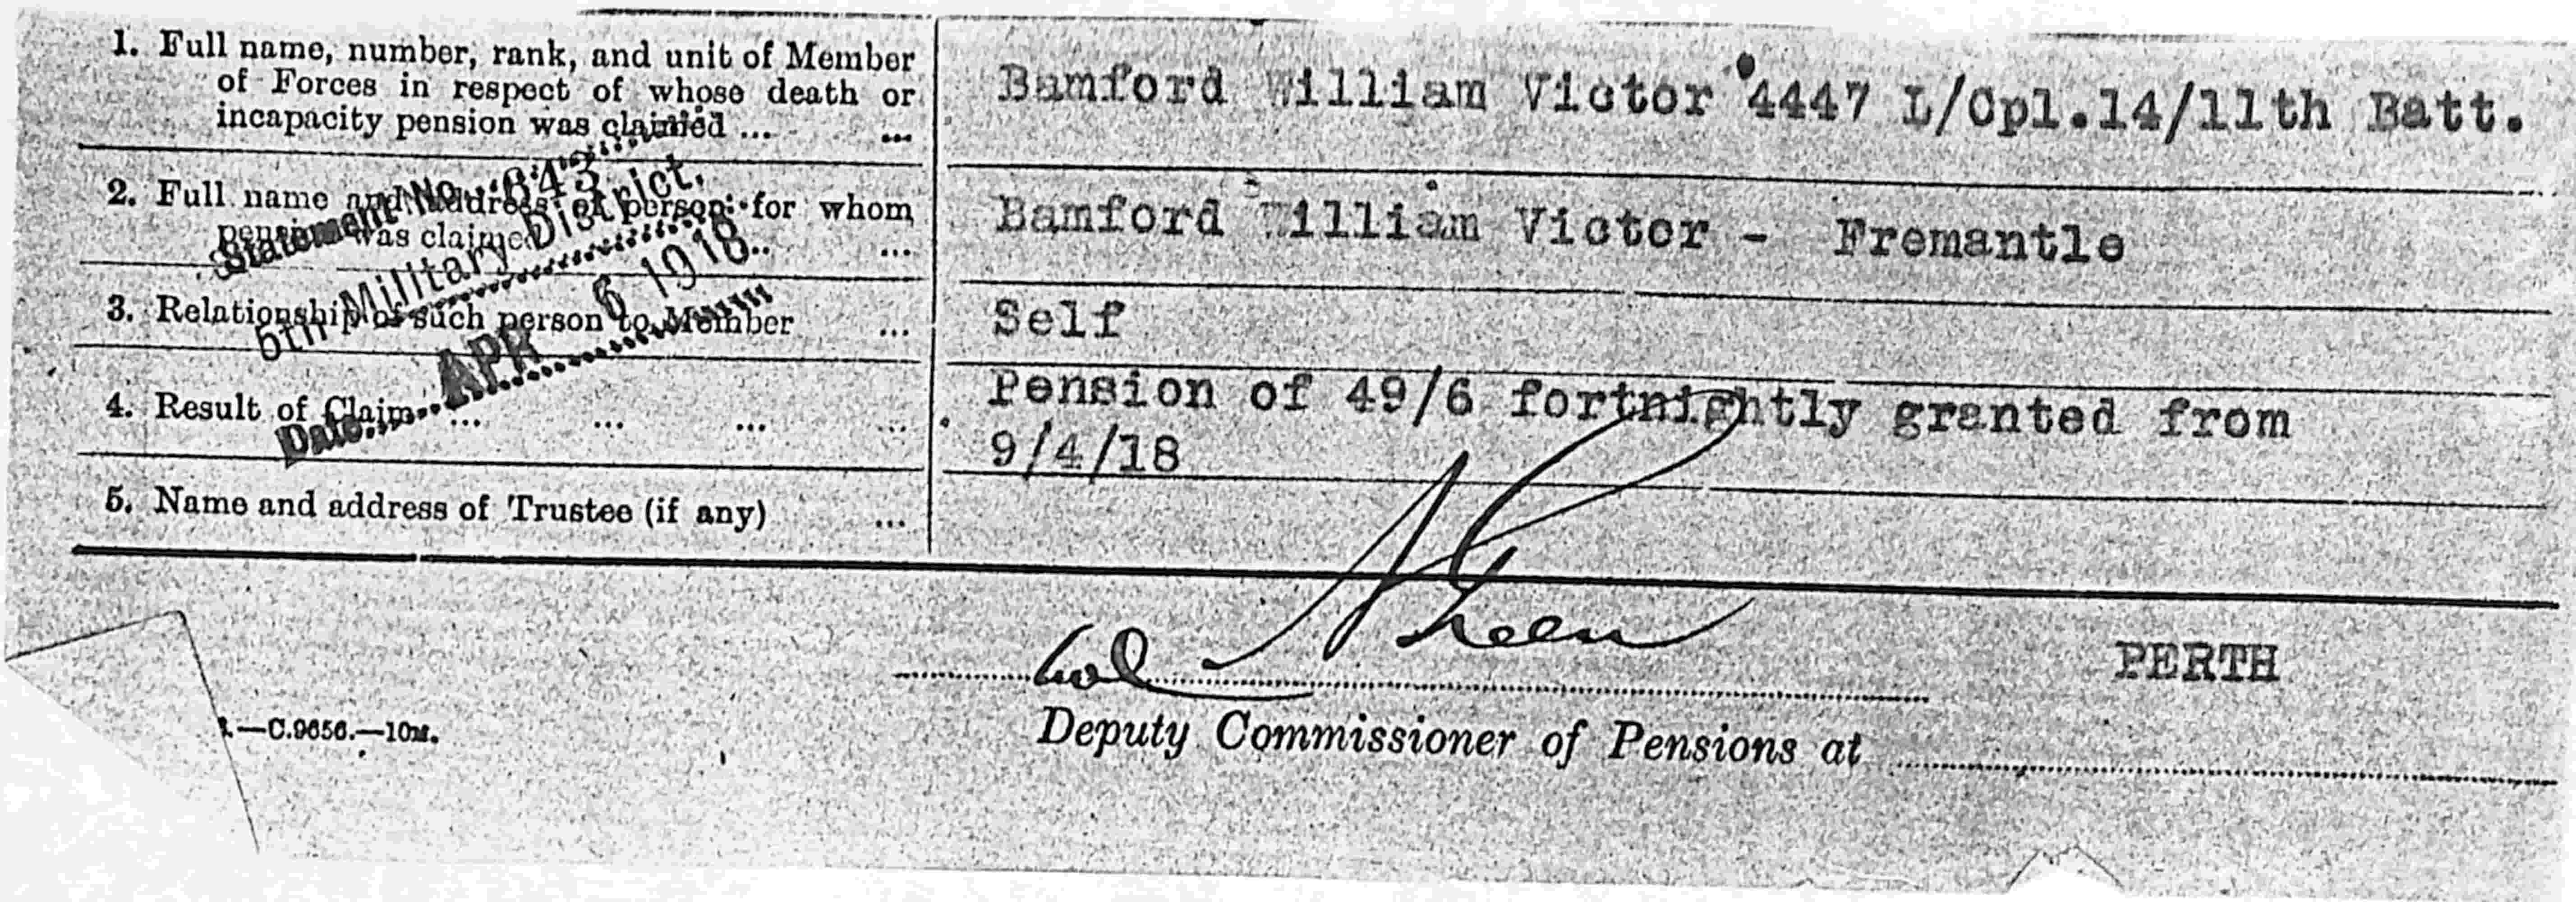 1. Full name, number, rank, and unit of Member
of Forces in respect of whose death or
incapacity pension was claimed ... ...
Bamford William Victor 4447 L/Cpl.14/11th Batt.
2. Full name and address of person for whom
pension was claimed ... ...
Bamford William Victor - Fremantle
3. Relationship of such person to Member ...
Self
4. Result of Claim ... ... ... ...
Pension of 49/6 fortnightly granted from
9/4/18
5. Name and address of Trustee (if any) ...
Statement No. 643
5th Military District.
Date APR 6 1918
PERTH
Deputy Commissioner of Pensions at
—C.9656.—10M.